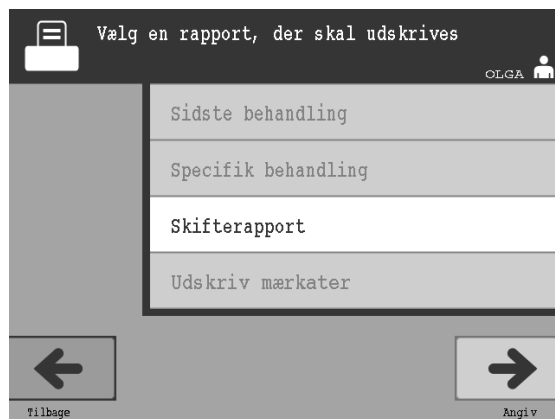 Vælg en rapport, der skal udskrives
OLGA
Sidste behandling
Specifik behandling
Skifterapport
Udskriv mærkater
Tilbage
Angiv